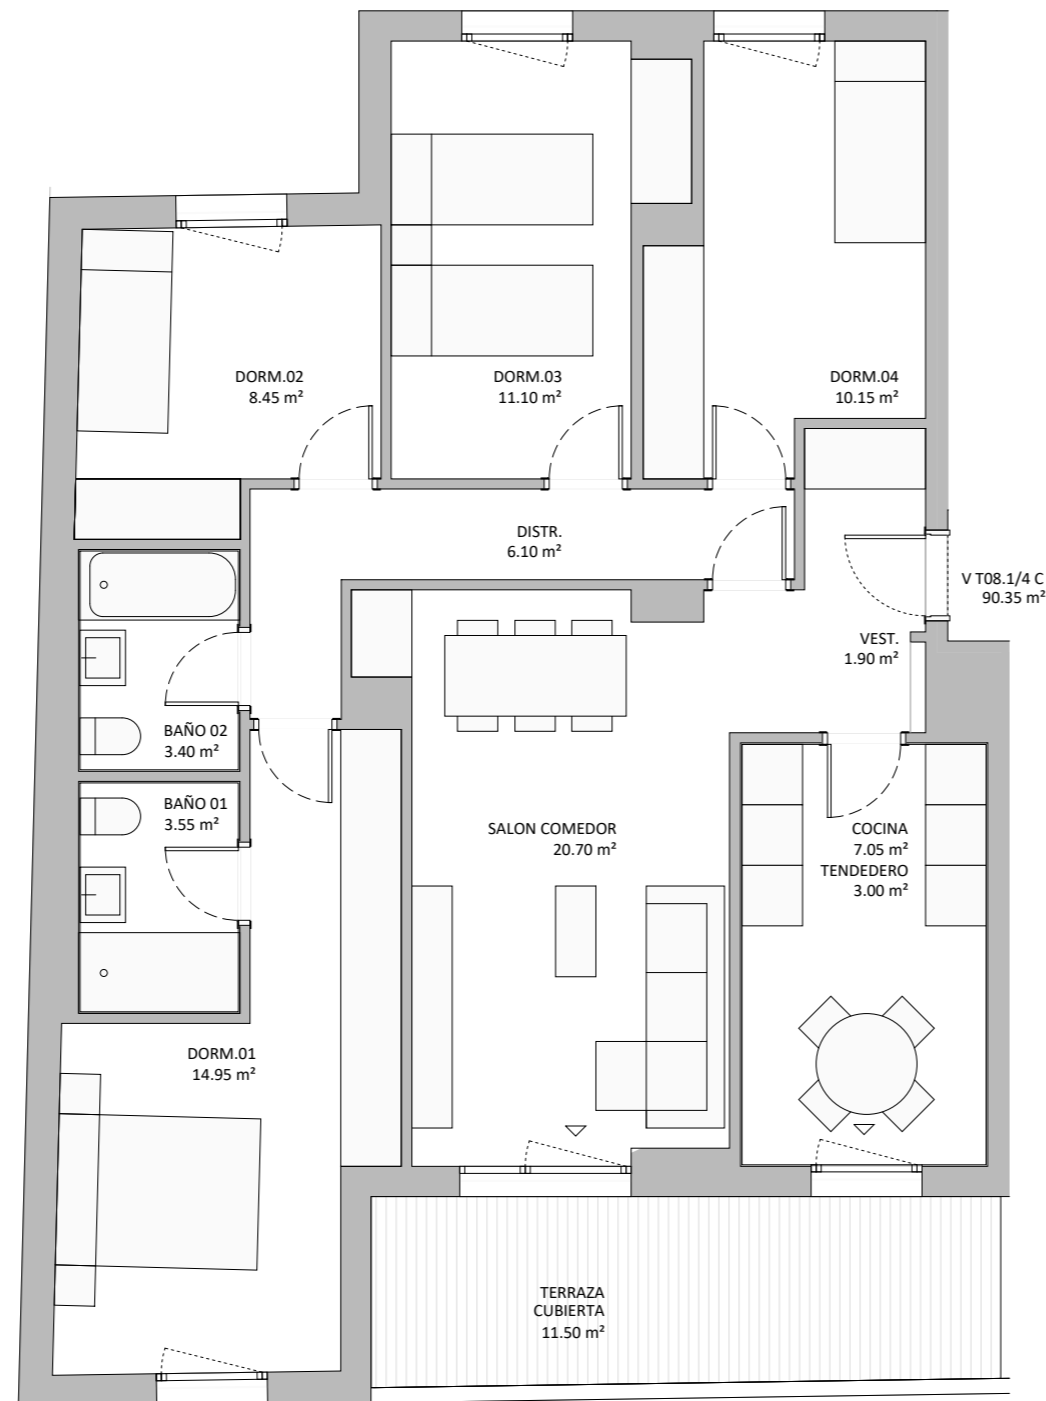 DORM.02
8.45 m²
DORM.03
11.10 m²
DORM.04
10.15 m²
DISTR.
6.10 m²
V T08.1/4 C
90.35 m²
VEST.
1.90 m²
BAÑO 02
3.40 m²
BAÑO 01
3.55 m²
SALON COMEDOR
20.70 m²
COCINA
7.05 m²
TENDEDERO
3.00 m²
DORM.01
14.95 m²
TERRAZA
CUBIERTA
11.50 m²